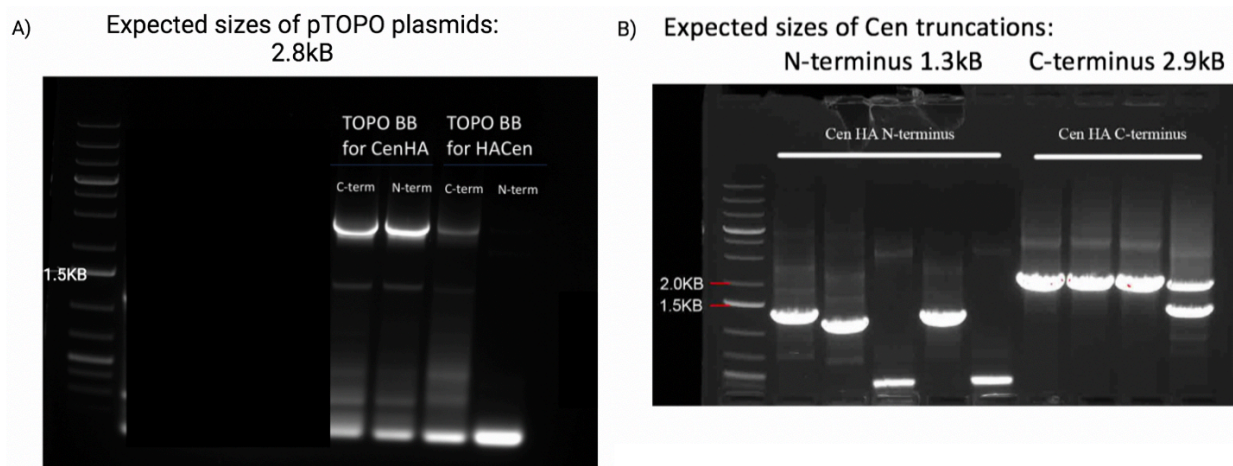 A)
Expected sizes of pTOPO plasmids:
2.8kB
TOPO BB
for CenHA
TOPO BB
for HACen
C-term
N-term
C-term
N-term
1.5KB
B)
Expected sizes of Cen truncations:
N-terminus 1.3kB
C-terminus 2.9kB
Cen HA N-terminus
Cen HA C-terminus
2.0KB
1.5KB